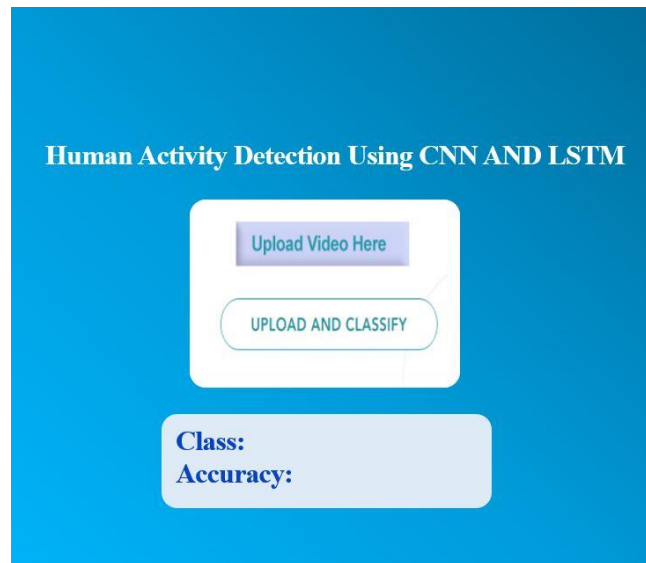 Human Activity Detection Using CNN AND LSTM
Upload Video Here
UPLOAD AND CLASSIFY
Class:
Accuracy: